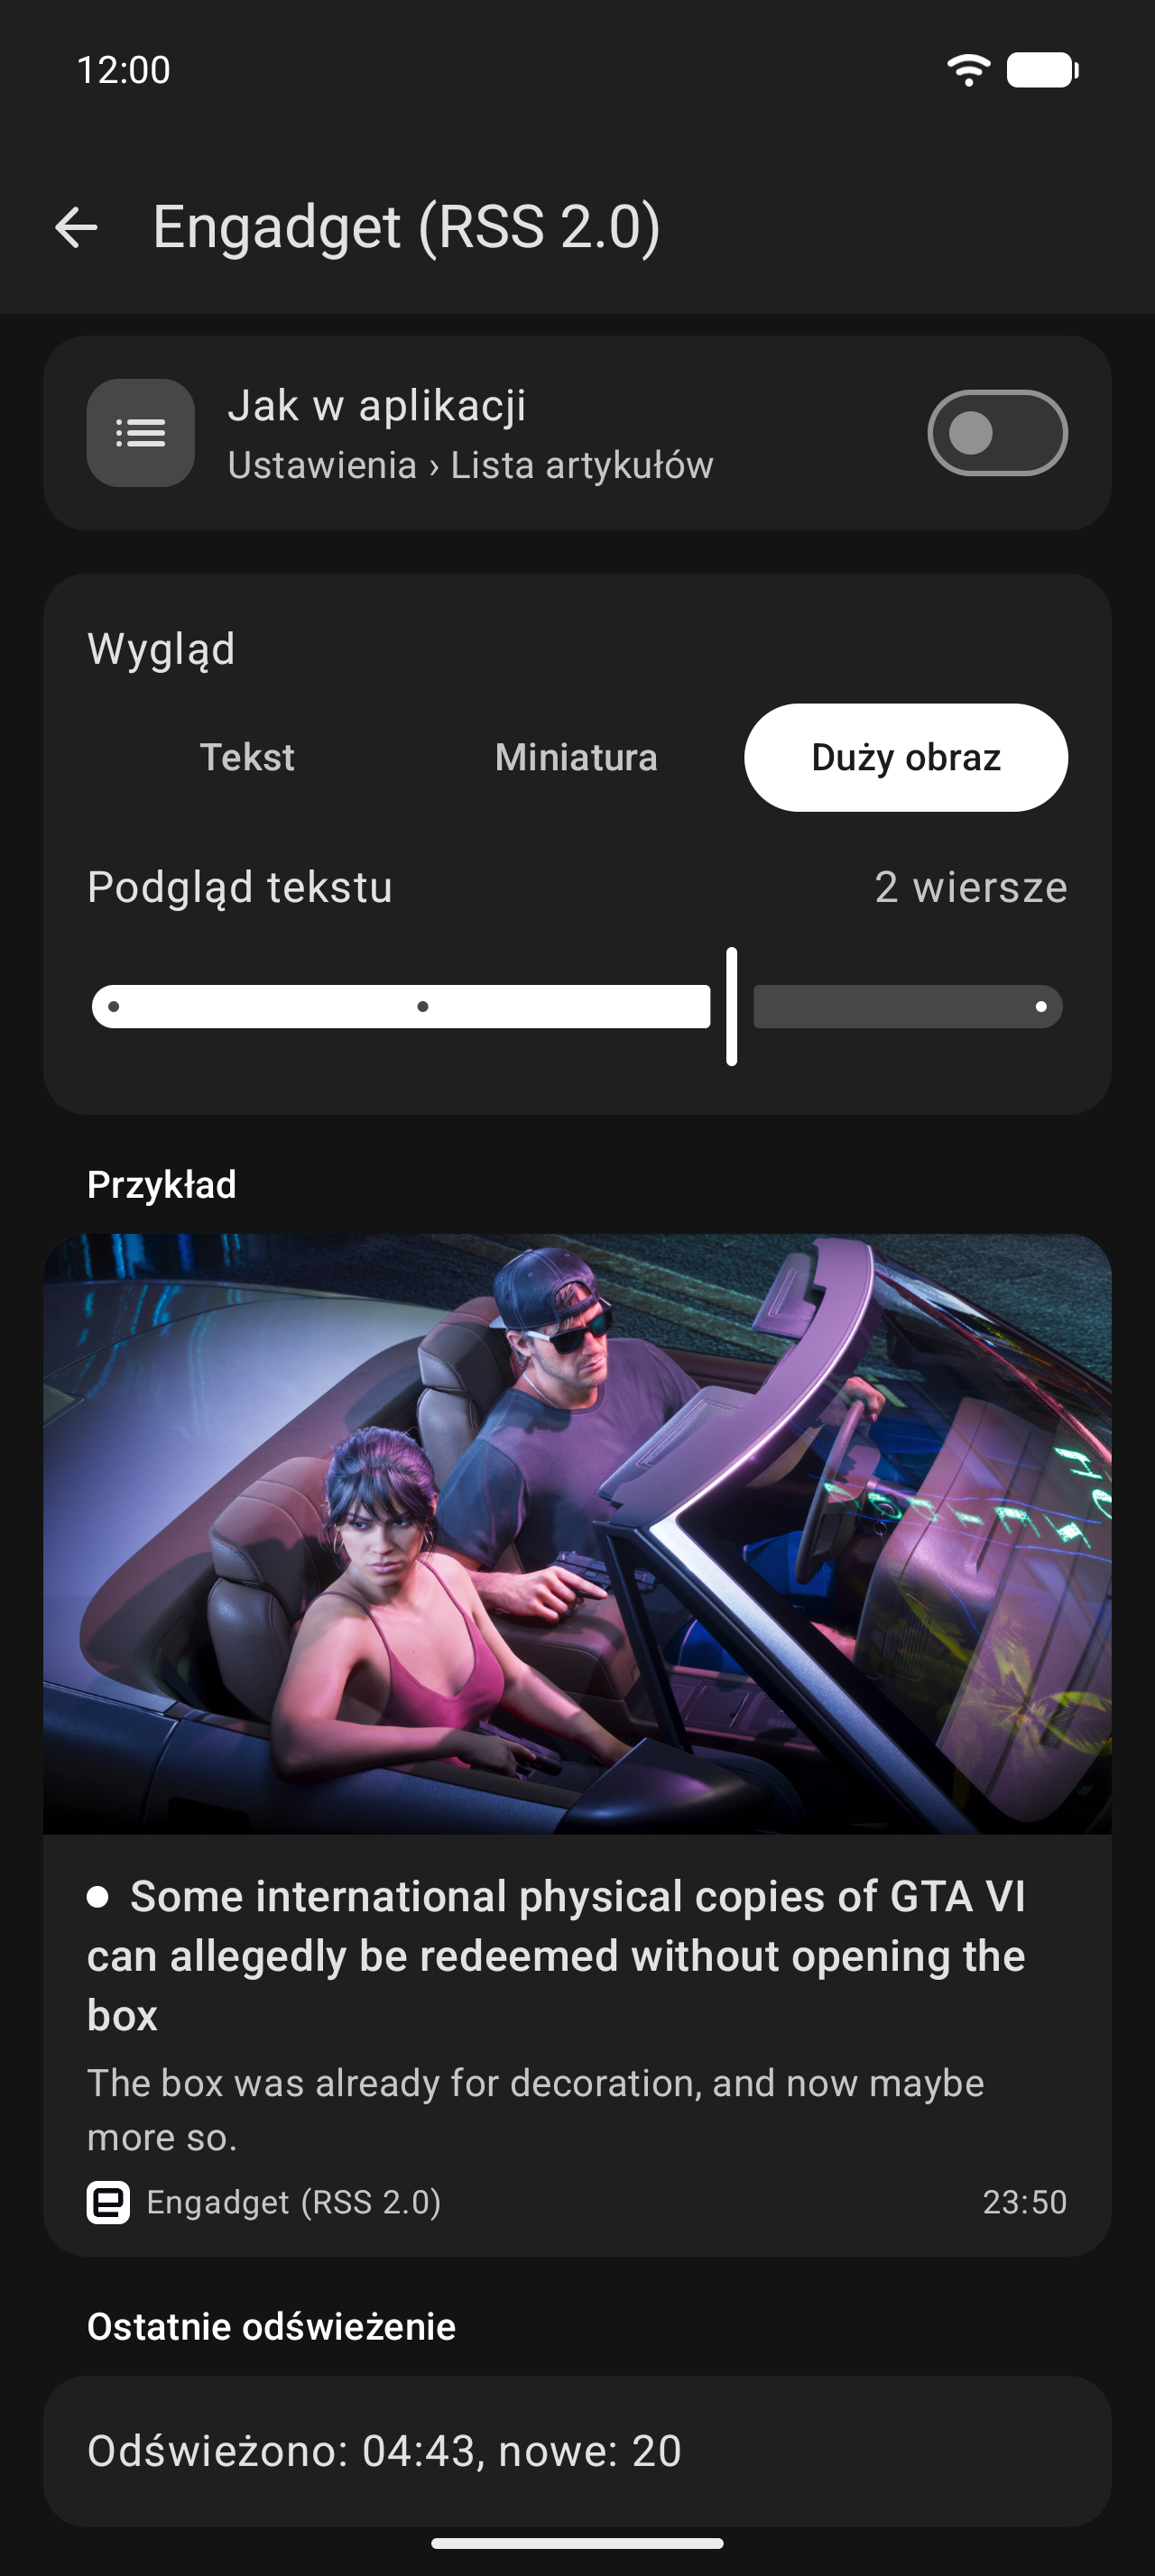 12:00
Engadget (RSS 2.0)
Jak w aplikacji
Ustawienia › Lista artykułów
Wygląd
Tekst Miniatura Duży obraz
Podgląd tekstu 2 wiersze
Przykład
Some international physical copies of GTA VI
can allegedly be redeemed without opening the
box
The box was already for decoration, and now maybe
more so.
Engadget (RSS 2.0) 23:50
Ostatnie odświeżenie
Odświeżono: 04:43, nowe: 20